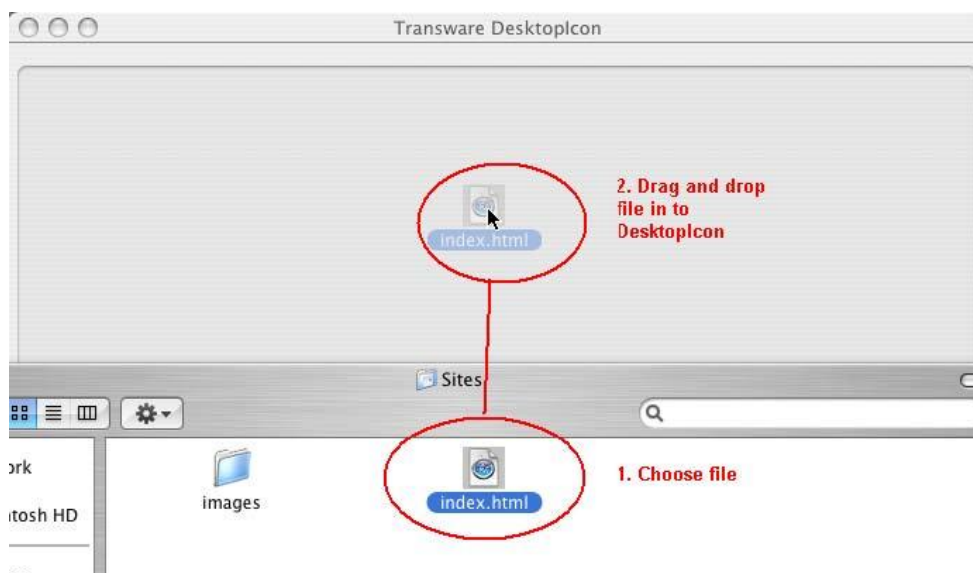 Transware DesktopIcon
2. Drag and drop
file in to
DesktopIcon
index.html
Sites
ork
images
index.html
1. Choose file
tosh HD